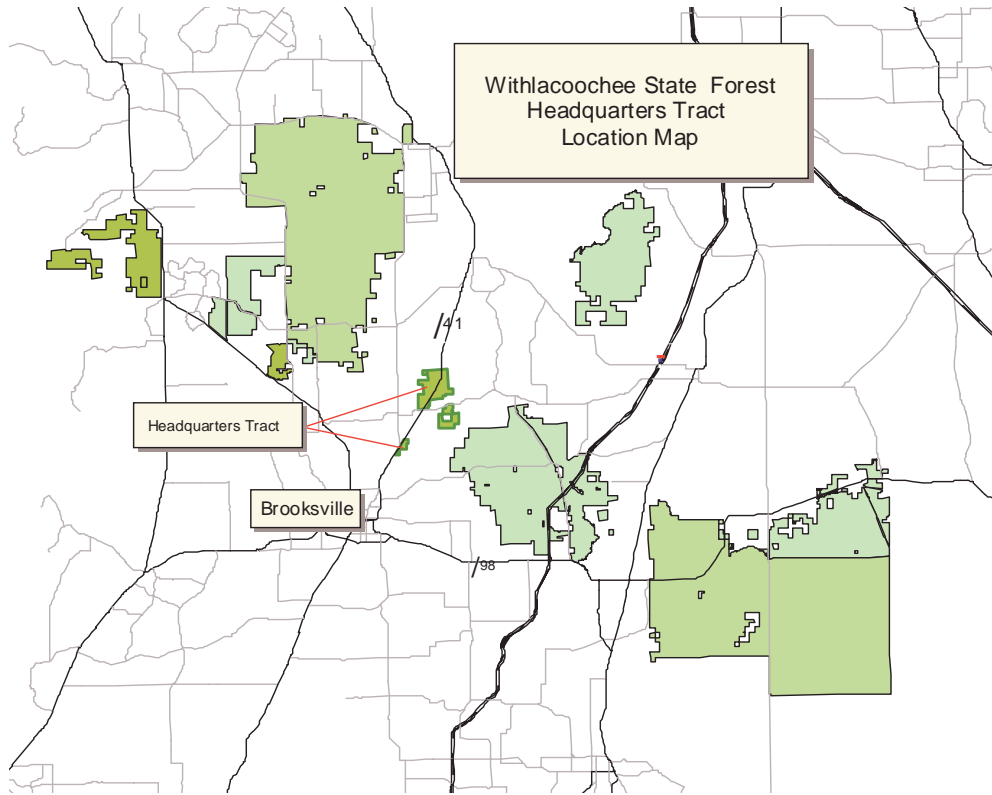 Withlacoochee State Forest
Headquarters Tract
Location Map
/41
Headquarters Tract
Brooksville
/98